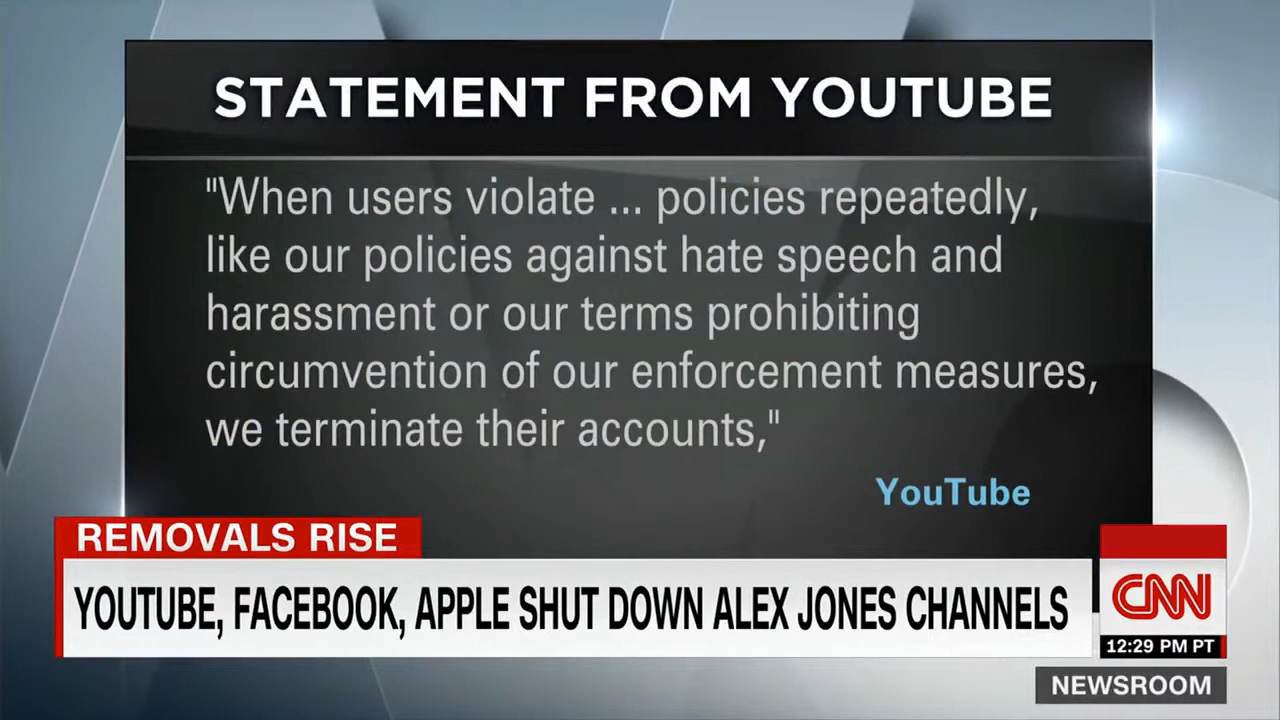 STATEMENT FROM YOUTUBE
"When users violate ... policies repeatedly,
like our policies against hate speech and
harassment or our terms prohibiting
circumvention of our enforcement measures,
we terminate their accounts,"
YouTube
REMOVALS RISE
YOUTUBE, FACEBOOK, APPLE SHUT DOWN ALEX JONES CHANNELS
CNN
12:29 PM PT
NEWSROOM